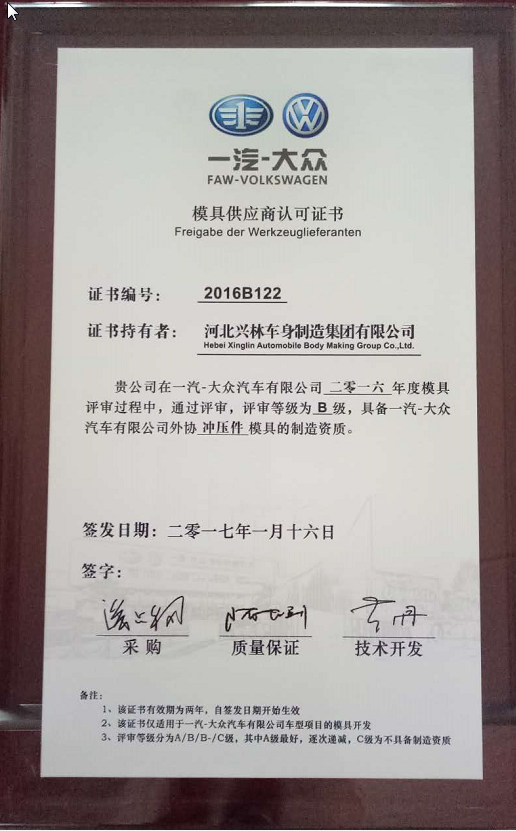 一汽-大众
FAW-VOLKSWAGEN
模具供应商认可证书
Freigabe der Werkzeuglieferanten
证书编号： 2016B122
证书持有者： 河北兴林车身制造集团有限公司
Hebei Xinglin Automobile Body Making Group Co.,Ltd.
贵公司在一汽-大众汽车有限公司 二零一六 年度模具
评审过程中，通过评审，评审等级为 B 级，具备一汽-大众
汽车有限公司外协 冲压件 模具的制造资质。
签发日期：二零一七年一月十六日
签字：
采购 质量保证 技术开发
备注：
1、该证书有效期为两年，自签发日期开始生效
2、该证书仅适用于一汽-大众汽车有限公司车型项目的模具开发
3、评审等级分为A/B/B-/C级，其中A级最好，逐次递减，C级为不具备制造资质